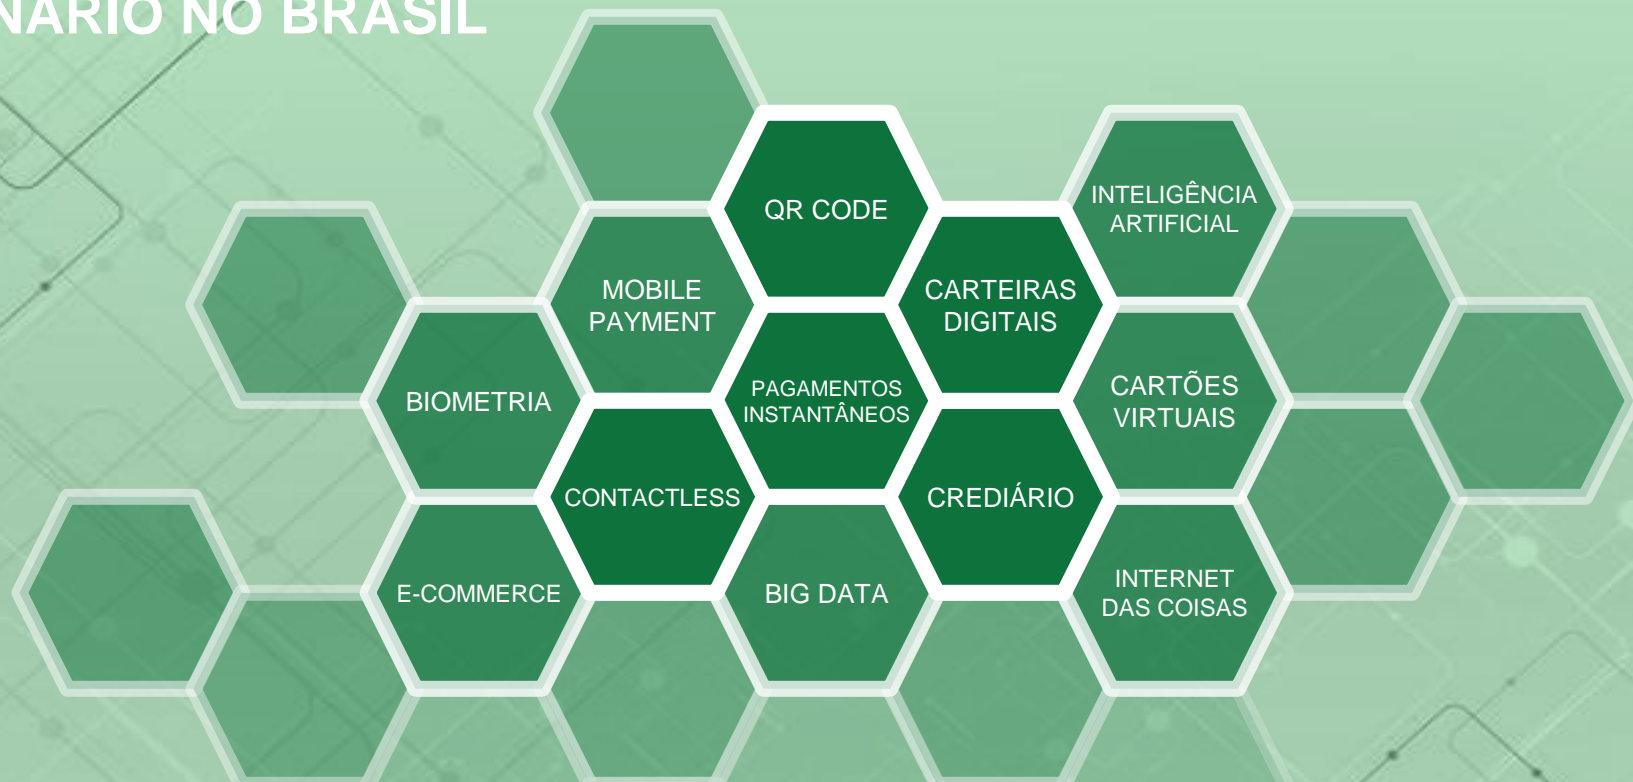 NÁRIO NO BRASIL
QR CODE
INTELIGÊNCIA
ARTIFICIAL
MOBILE
PAYMENT
CARTEIRAS
DIGITAIS
BIOMETRIA
PAGAMENTOS
INSTANTÂNEOS
CARTÕES
VIRTUAIS
CONTACTLESS
CREDIÁRIO
E-COMMERCE
BIG DATA
INTERNET
DAS COISAS